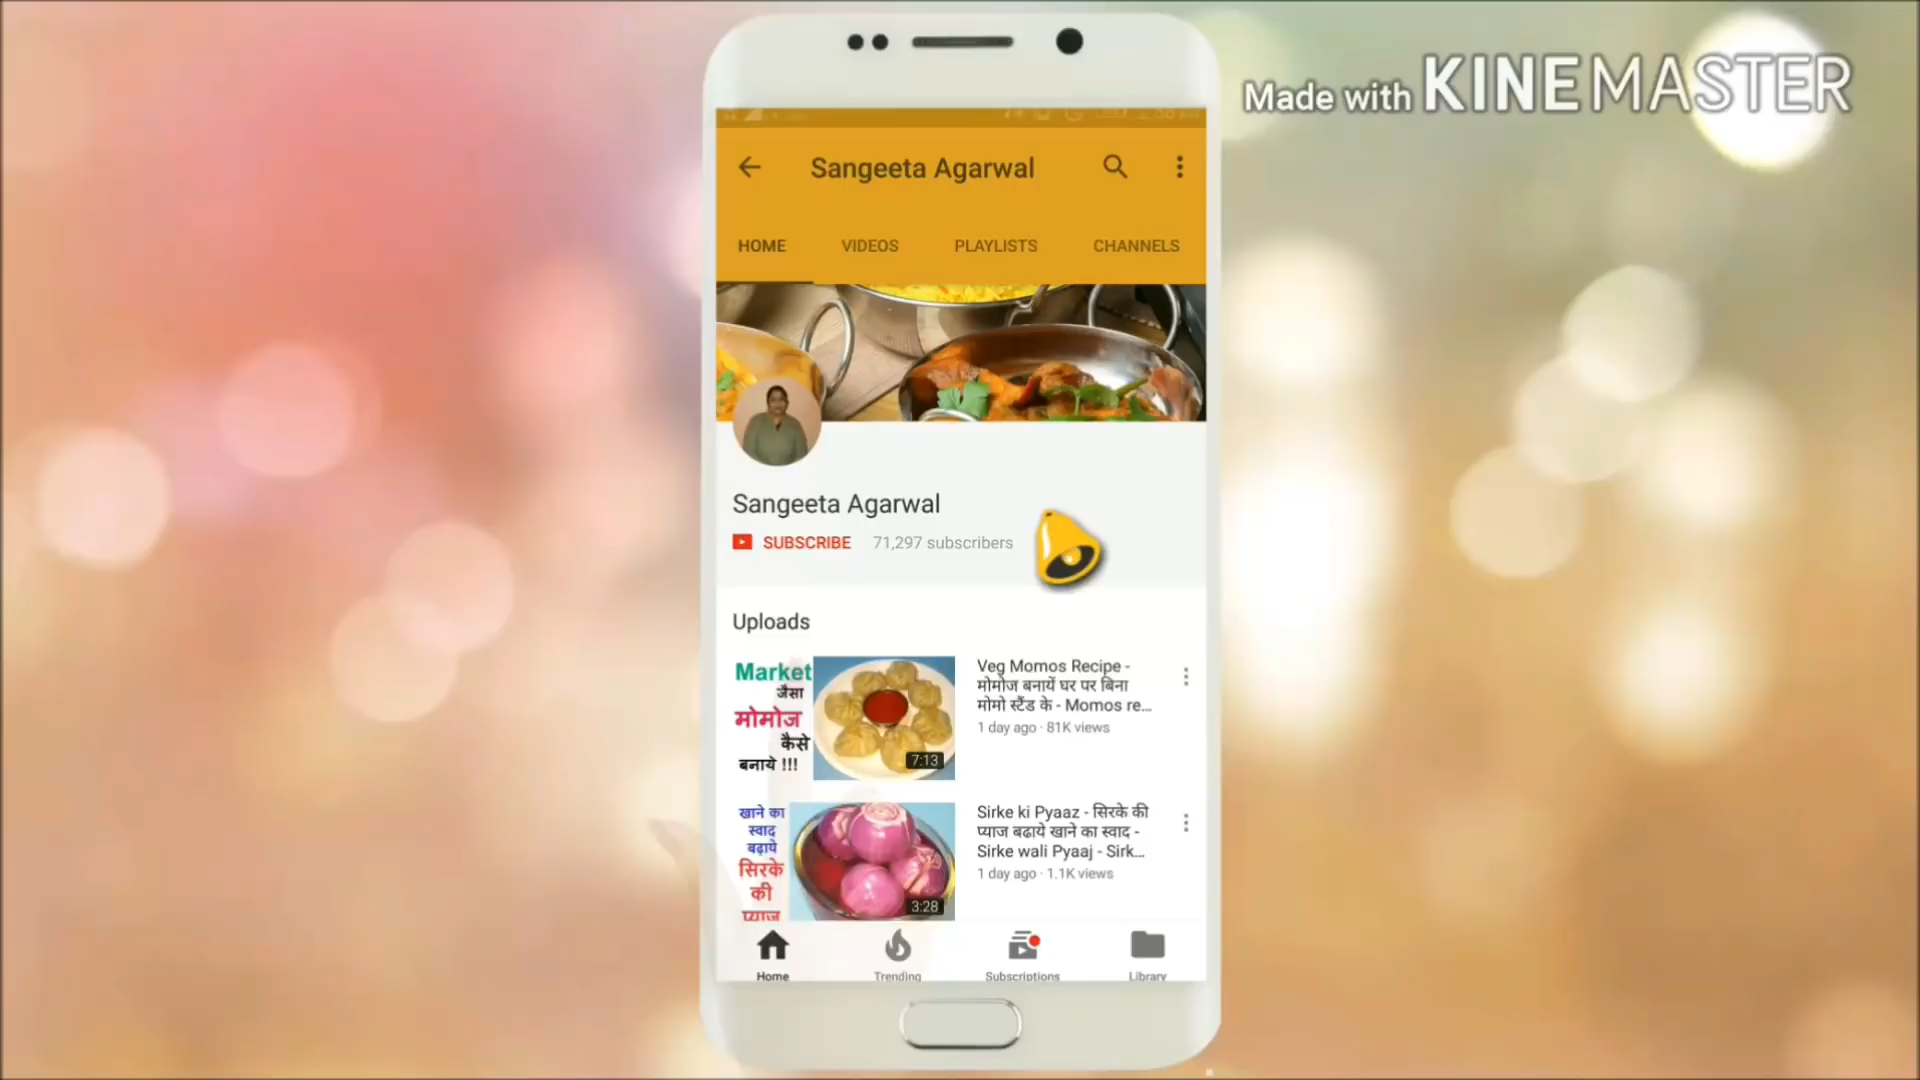 Made with KINEMASTER
Sangeeta Agarwal
HOME VIDEOS PLAYLISTS CHANNELS
Sangeeta Agarwal
SUBSCRIBE 71,297 subscribers
Uploads
Market
जैसा
मोमोज
कैसे
बनाये !!!
7:13
Veg Momos Recipe -
मोमोज बनायें घर पर बिना
मोमो स्टैंड के - Momos re...
1 day ago · 81K views
खाने का
स्वाद
बढ़ाये
सिरके
की
प्याज
3:28
Sirke ki Pyaaz - सिरके की
प्याज बढाये खाने का स्वाद -
Sirke wali Pyaaj - Sirk...
1 day ago · 1.1K views
Home Trending Subscriptions Library